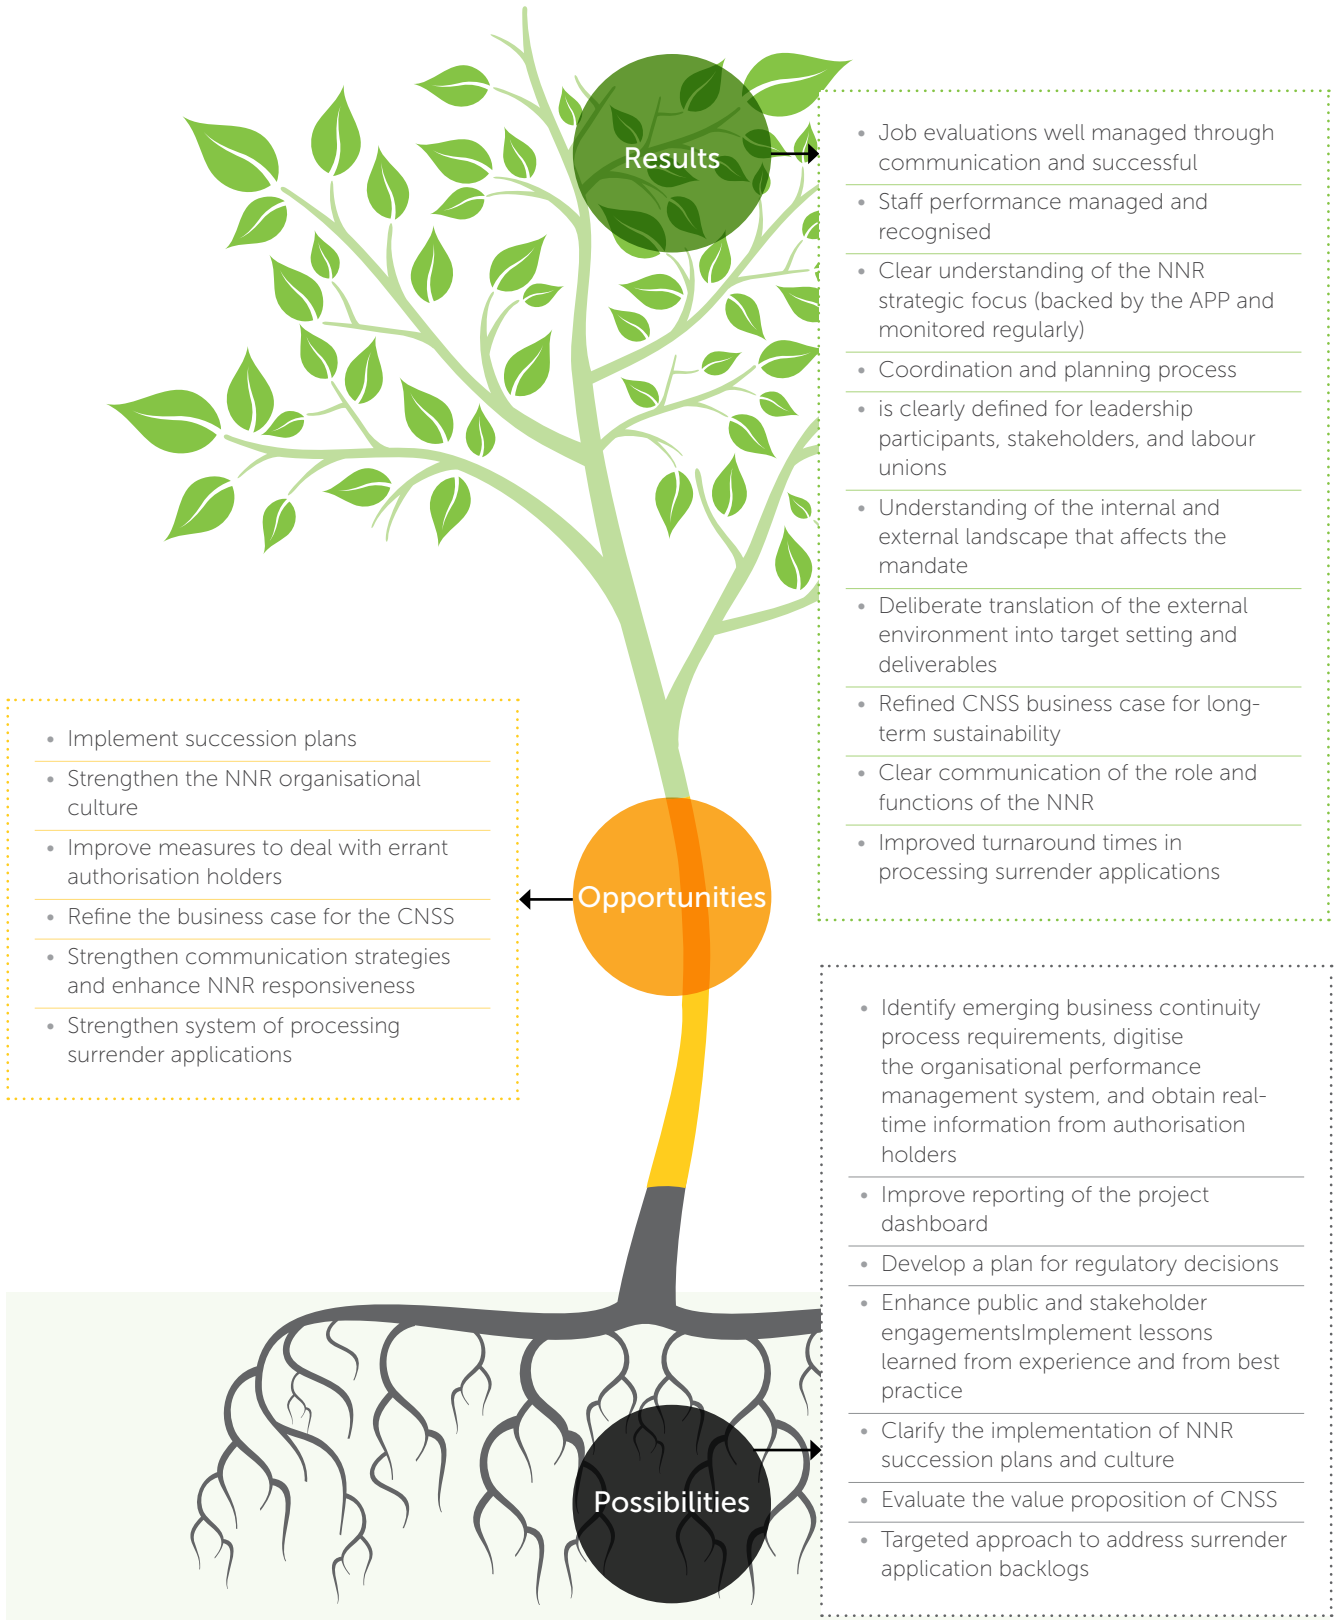 Results
• Job evaluations well managed through
communication and successful
• Staff performance managed and
recognised
• Clear understanding of the NNR
strategic focus (backed by the APP and
monitored regularly)
• Coordination and planning process
• is clearly defined for leadership
participants, stakeholders, and labour
unions
• Understanding of the internal and
external landscape that affects the
mandate
• Deliberate translation of the external
environment into target setting and
deliverables
• Refined CNSS business case for long-
term sustainability
• Clear communication of the role and
functions of the NNR
• Improved turnaround times in
processing surrender applications
Opportunities
• Implement succession plans
• Strengthen the NNR organisational
culture
• Improve measures to deal with errant
authorisation holders
• Refine the business case for the CNSS
• Strengthen communication strategies
and enhance NNR responsiveness
• Strengthen system of processing
surrender applications
Possibilities
• Identify emerging business continuity
process requirements, digitise
the organisational performance
management system, and obtain real-
time information from authorisation
holders
• Improve reporting of the project
dashboard
• Develop a plan for regulatory decisions
• Enhance public and stakeholder
engagementsImplement lessons
learned from experience and from best
practice
• Clarify the implementation of NNR
succession plans and culture
• Evaluate the value proposition of CNSS
• Targeted approach to address surrender
application backlogs